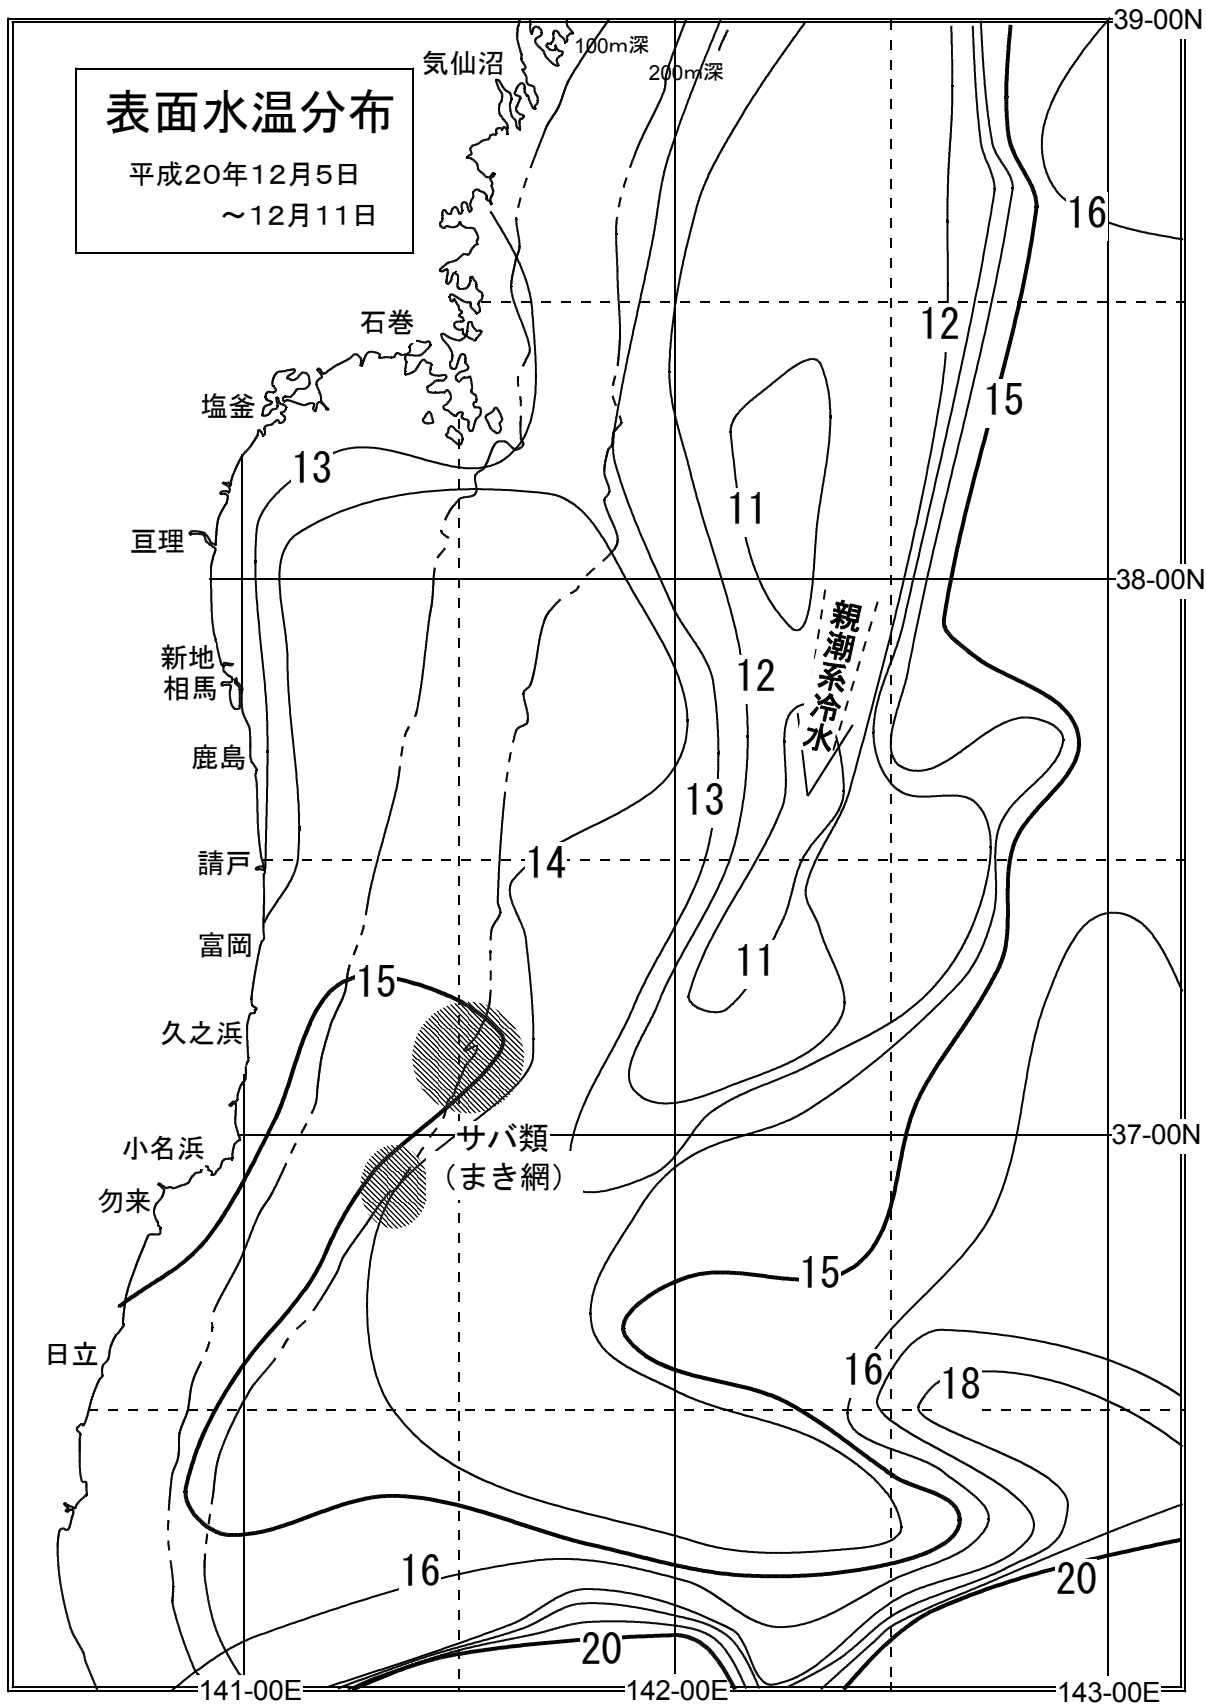 39-00N
100m深
気仙沼
200m深
表面水温分布
平成20年12月5日
～12月11日
16
石巻
12
15
塩釜
13
11
亘理
38-00N
親潮系冷水
新地
12
相馬
鹿島
13
請戸
14
富岡
11
15
久之浜
サバ類
37-00N
小名浜
（まき網）
勿来
15
日立
16
18
16
20
20
141-00E
142-00E
143-00E